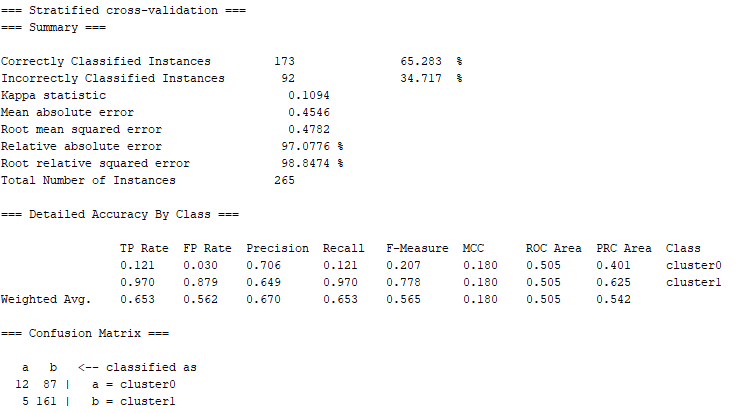 === Stratified cross-validation ===
=== Summary ===
Correctly Classified Instances 173 65.283 %
Incorrectly Classified Instances 92 34.717 %
Kappa statistic 0.1094
Mean absolute error 0.4546
Root mean squared error 0.4782
Relative absolute error 97.0776 %
Root relative squared error 98.8474 %
Total Number of Instances 265
=== Detailed Accuracy By Class ===
TP Rate FP Rate Precision Recall F-Measure MCC ROC Area PRC Area Class
0.121 0.030 0.706 0.121 0.207 0.180 0.505 0.401 cluster0
0.970 0.879 0.649 0.970 0.778 0.180 0.505 0.625 cluster1
Weighted Avg. 0.653 0.562 0.670 0.653 0.565 0.180 0.505 0.542
=== Confusion Matrix ===
a b <-- classified as
12 87 | a = cluster0
5 161 | b = cluster1